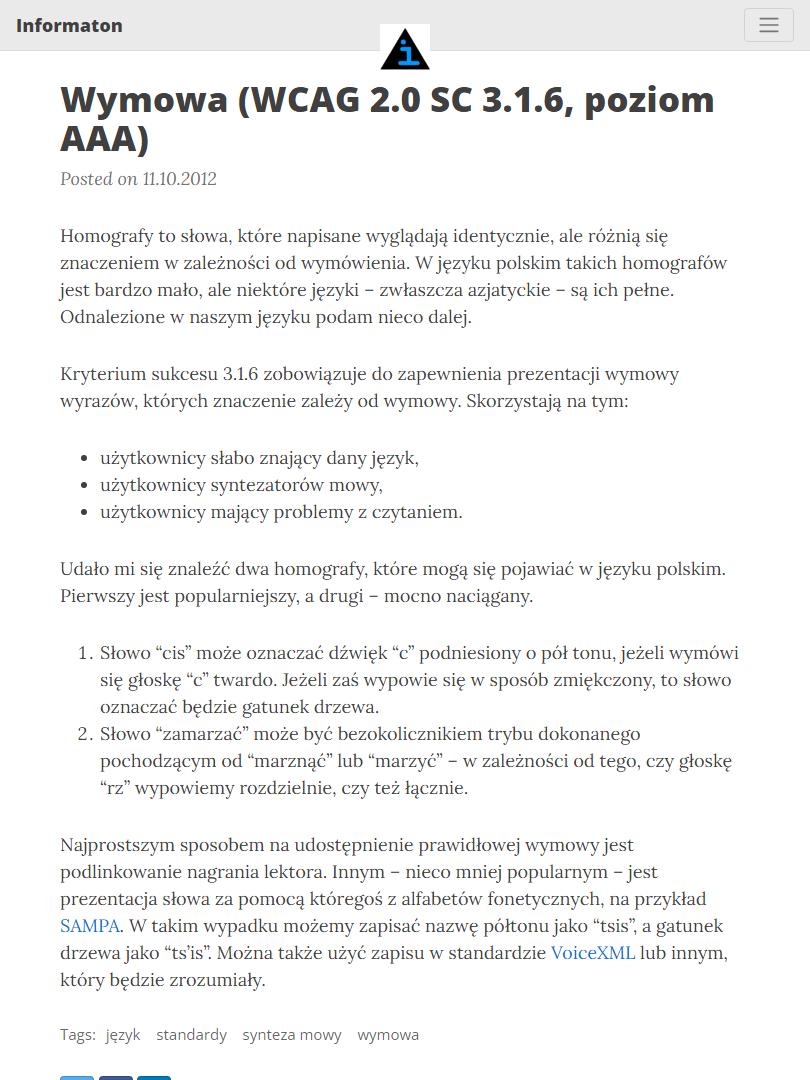 Informaton
i
Wymowa (WCAG 2.0 SC 3.1.6, poziom
AAA)
Posted on 11.10.2012
Homografy to słowa, które napisane wyglądają identycznie, ale różnią się
znaczeniem w zależności od wymówienia. W języku polskim takich homografów
jest bardzo mało, ale niektóre języki – zwłaszcza azjatyckie – są ich pełne.
Odnalezione w naszym języku podam nieco dalej.
Kryterium sukcesu 3.1.6 zobowiązuje do zapewnienia prezentacji wymowy
wyrazów, których znaczenie zależy od wymowy. Skorzystają na tym:
• użytkownicy słabo znający dany język,
• użytkownicy syntezatorów mowy,
• użytkownicy mający problemy z czytaniem.
Udało mi się znaleźć dwa homografy, które mogą się pojawiać w języku polskim.
Pierwszy jest popularniejszy, a drugi – mocno naciągany.
1. Słowo “cis” może oznaczać dźwięk “c” podniesiony o pół tonu, jeżeli wymówi
się głoskę “c” twardo. Jeżeli zaś wypowie się w sposób zmiękczony, to słowo
oznaczać będzie gatunek drzewa.
2. Słowo “zamarzać” może być bezokolicznikiem trybu dokonanego
pochodzącym od “marznąć” lub “marzyć” – w zależności od tego, czy głoskę
“rz” wypowiemy rozdzielnie, czy też łącznie.
Najprostszym sposobem na udostępnienie prawidłowej wymowy jest
podlinkowanie nagrania lektora. Innym – nieco mniej popularnym – jest
prezentacja słowa za pomocą któregoś z alfabetów fonetycznych, na przykład
SAMPA. W takim wypadku możemy zapisać nazwę półtonu jako “tsis”, a gatunek
drzewa jako “ts’is”. Można także użyć zapisu w standardzie VoiceXML lub innym,
który będzie zrozumiały.
Tags: język standardy synteza mowy wymowa